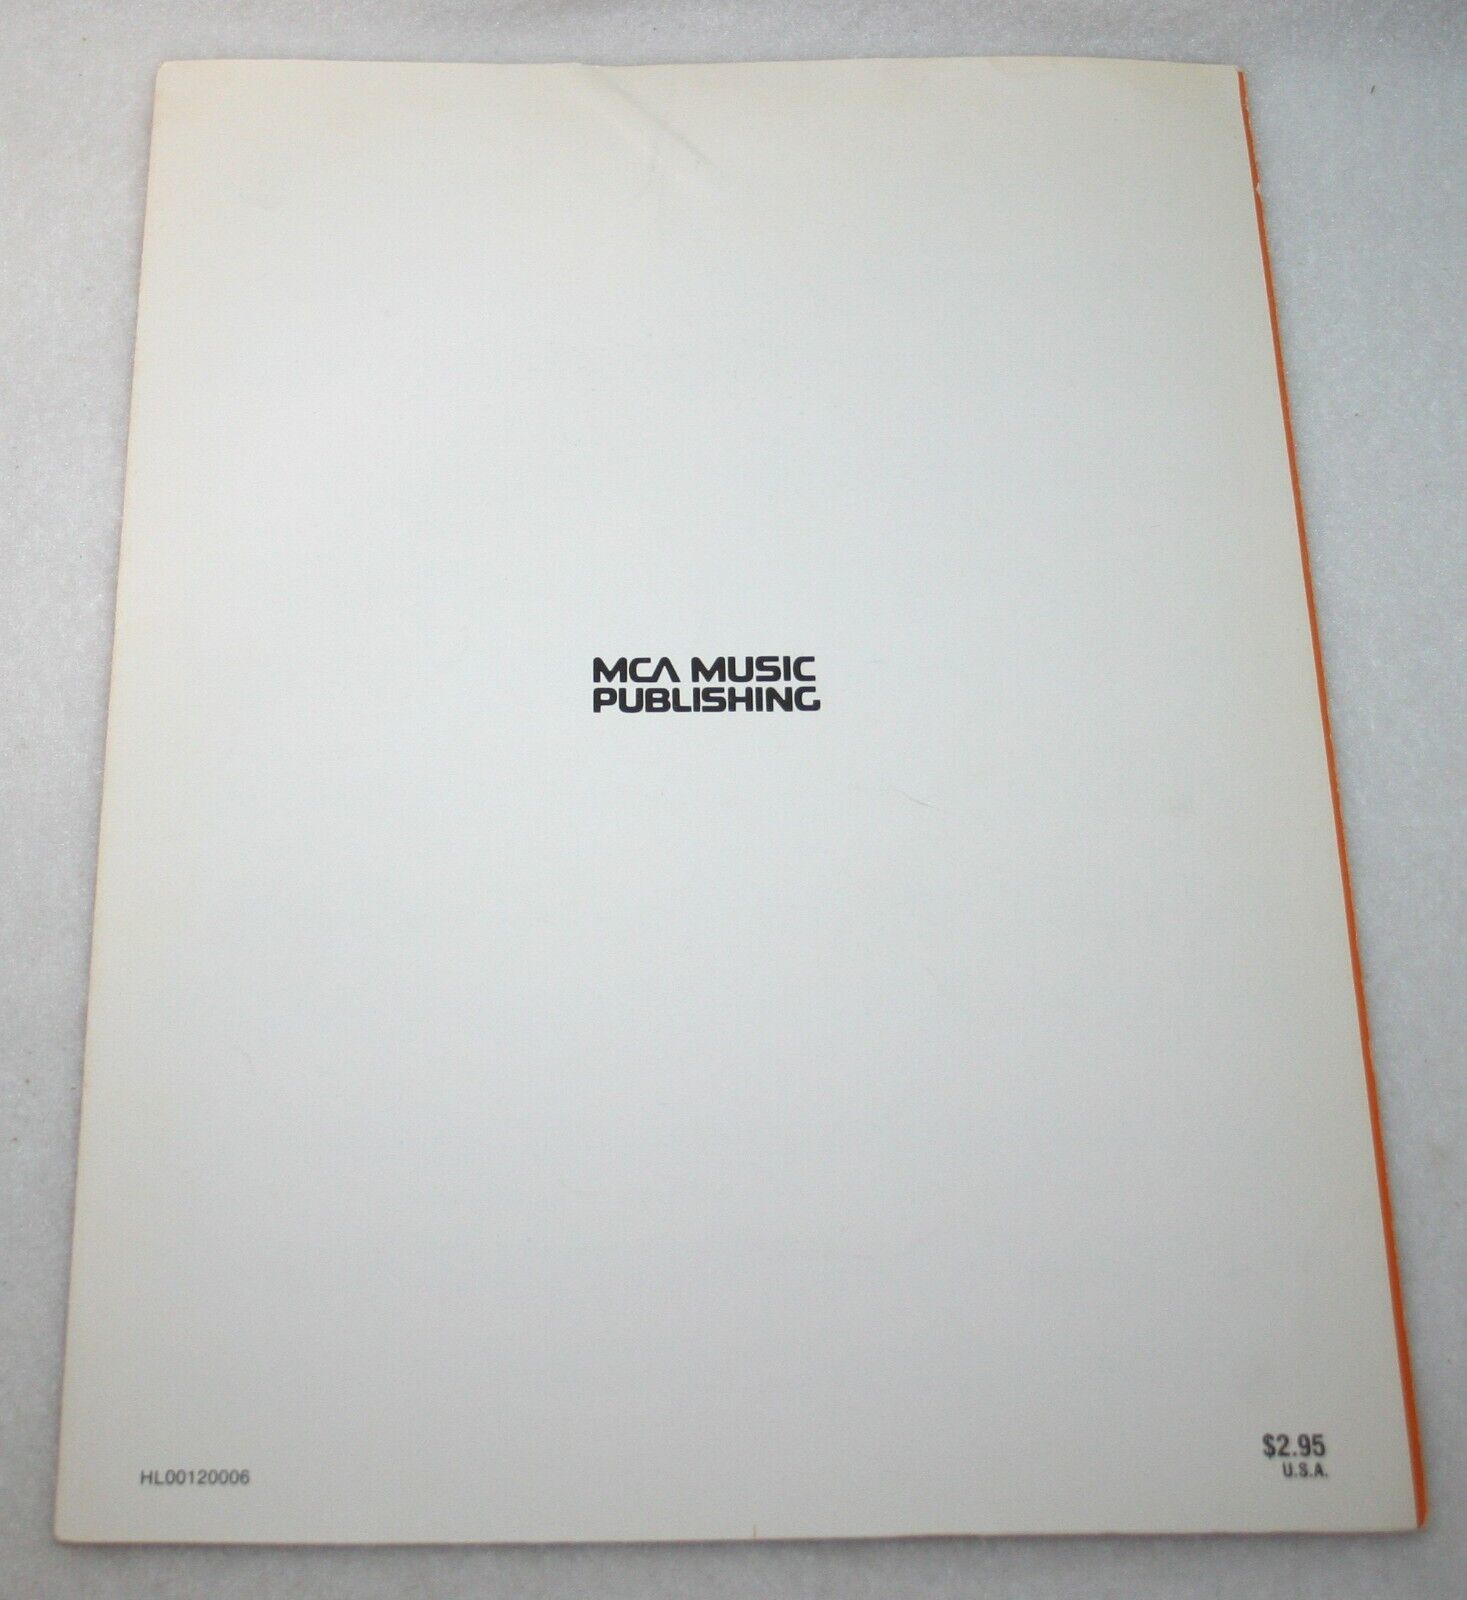 MCA MUSIC
PUBLISHING
$2.95
U.S.A.
HL00120006